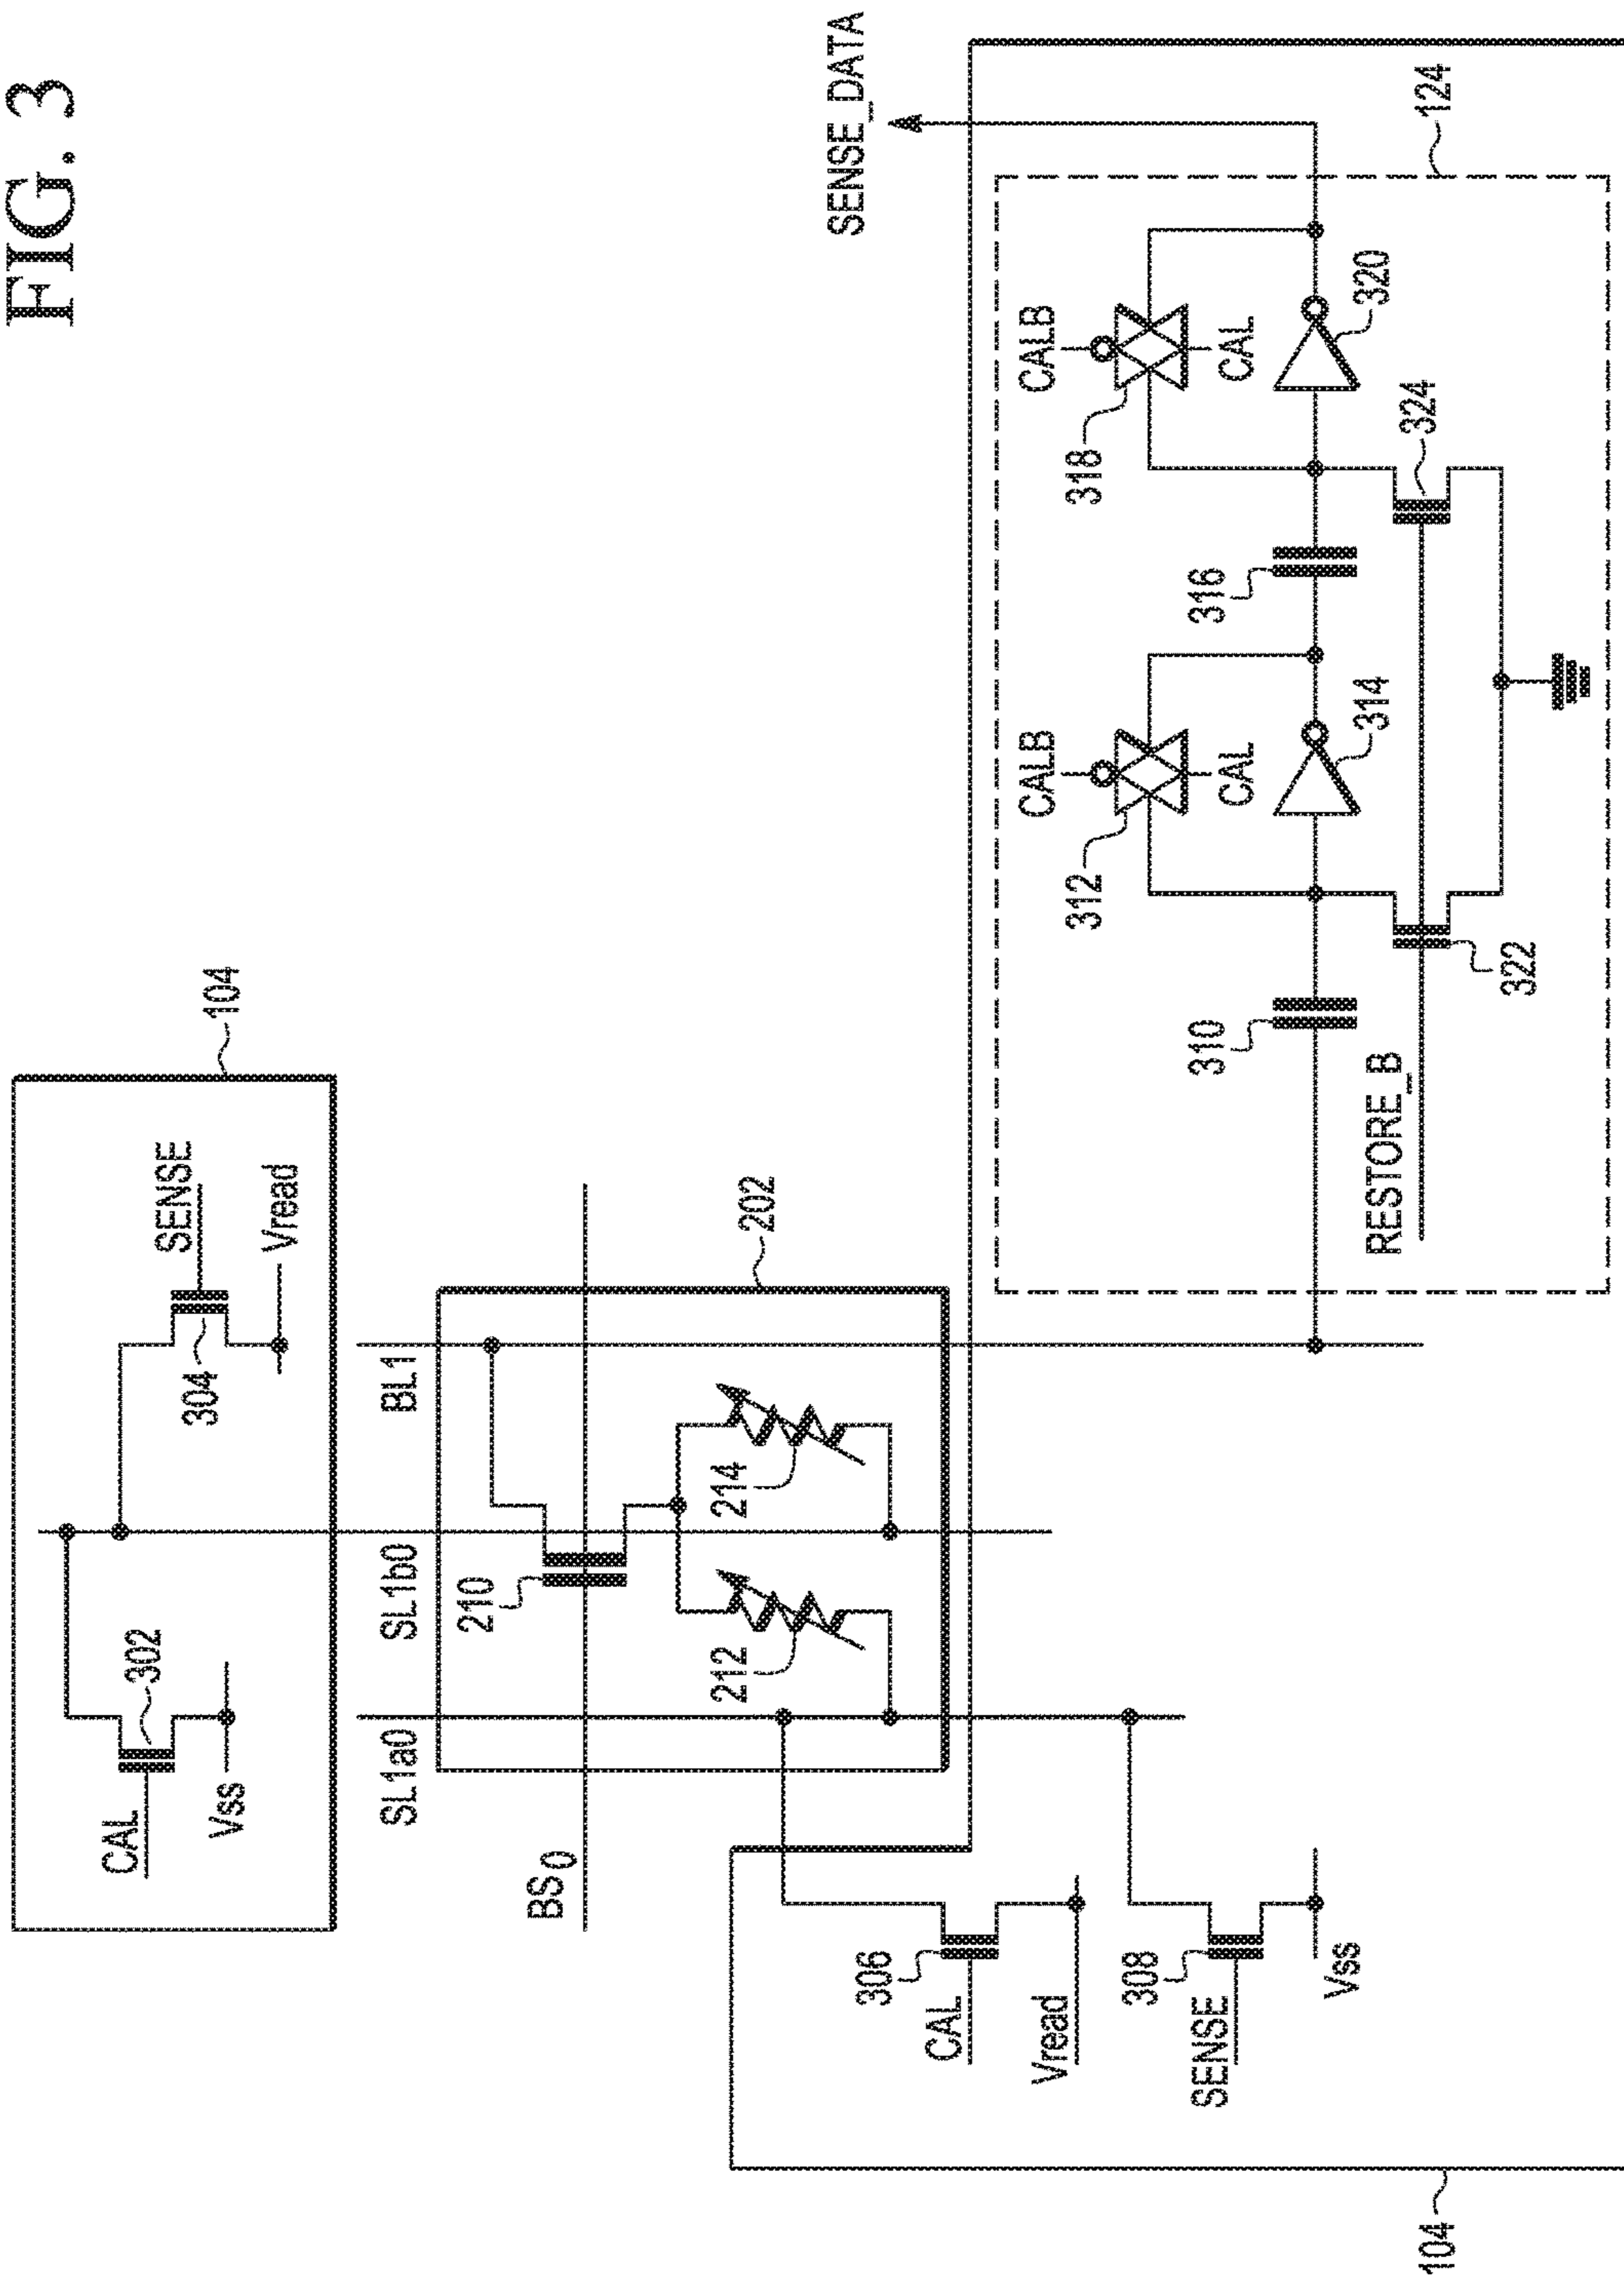 FIG. 3
104
CAL
302
Vss
SENSE
304
Vread
SL1a0
SL1b0
BL1
BS0
210
212
214
202
306
CAL
Vread
308
SENSE
Vss
104
SENSE_DATA
124
310
312
CALB
CAL
314
316
318
CALB
CAL
320
RESTORE_B
322
324